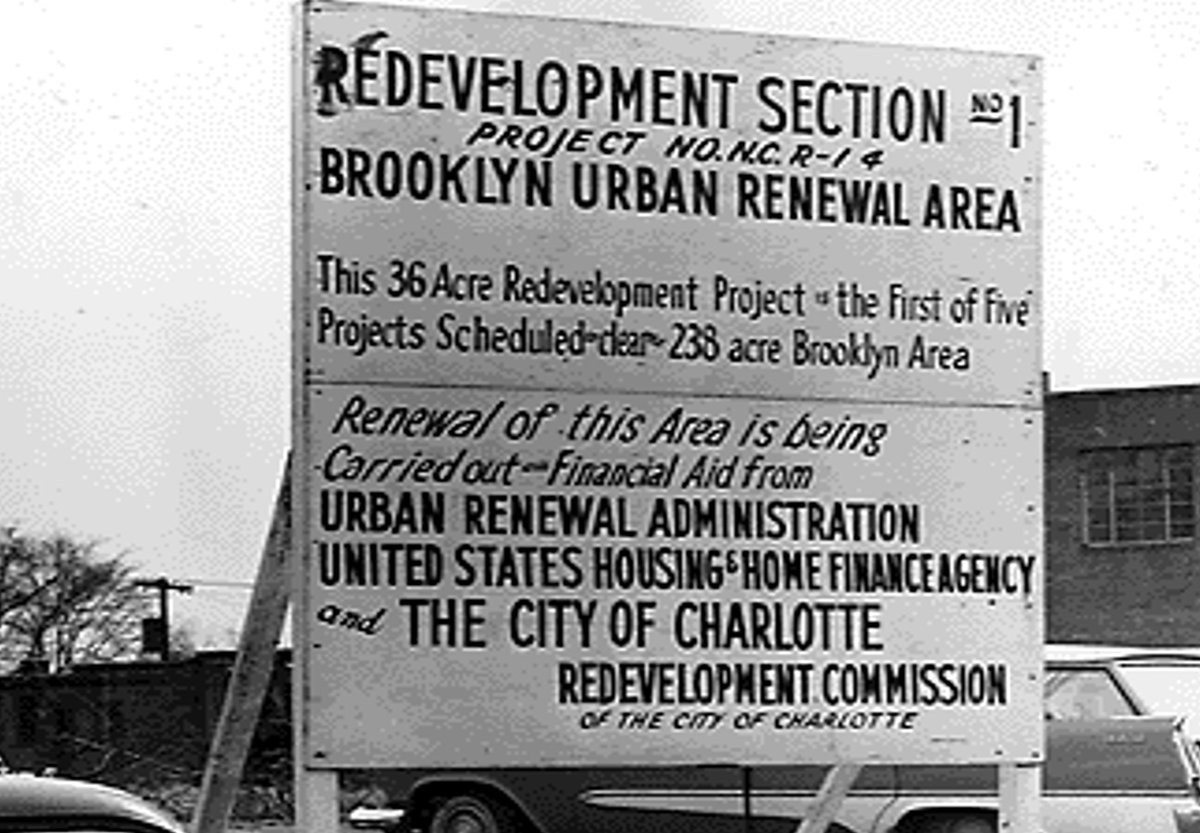 REDEVELOPMENT SECTION NO 1
PROJECT NO. N.C. R-14
BROOKLYN URBAN RENEWAL AREA
This 36 Acre Redevelopment Project is the First of Five
Projects Scheduled to clear the 238 acre Brooklyn Area
Renewal of this Area is being
Carried out with Financial Aid from
URBAN RENEWAL ADMINISTRATION
UNITED STATES HOUSING & HOME FINANCE AGENCY
and THE CITY OF CHARLOTTE
REDEVELOPMENT COMMISSION
OF THE CITY OF CHARLOTTE